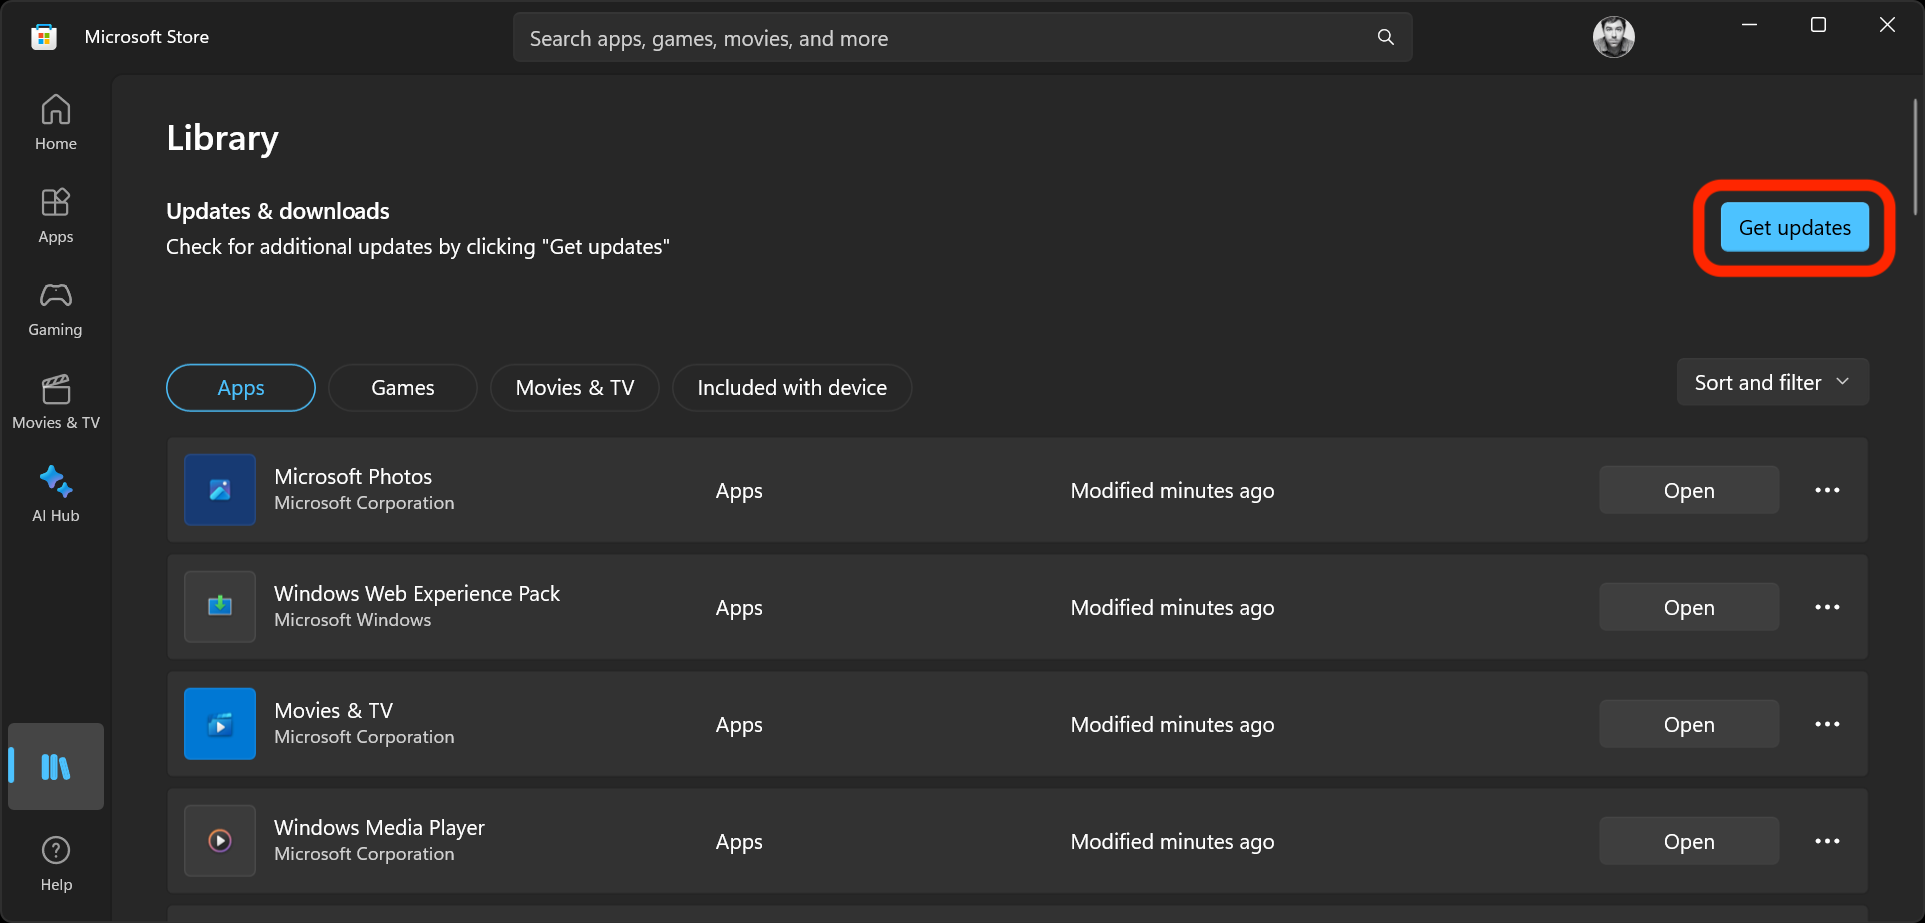 Microsoft Store
Search apps, games, movies, and more
Home
Apps
Gaming
Movies & TV
AI Hub
Help
Library
Updates & downloads
Check for additional updates by clicking "Get updates"
Get updates
Apps
Games
Movies & TV
Included with device
Sort and filter
Microsoft Photos
Microsoft Corporation
Apps
Modified minutes ago
Open
Windows Web Experience Pack
Microsoft Windows
Apps
Modified minutes ago
Open
Movies & TV
Microsoft Corporation
Apps
Modified minutes ago
Open
Windows Media Player
Microsoft Corporation
Apps
Modified minutes ago
Open